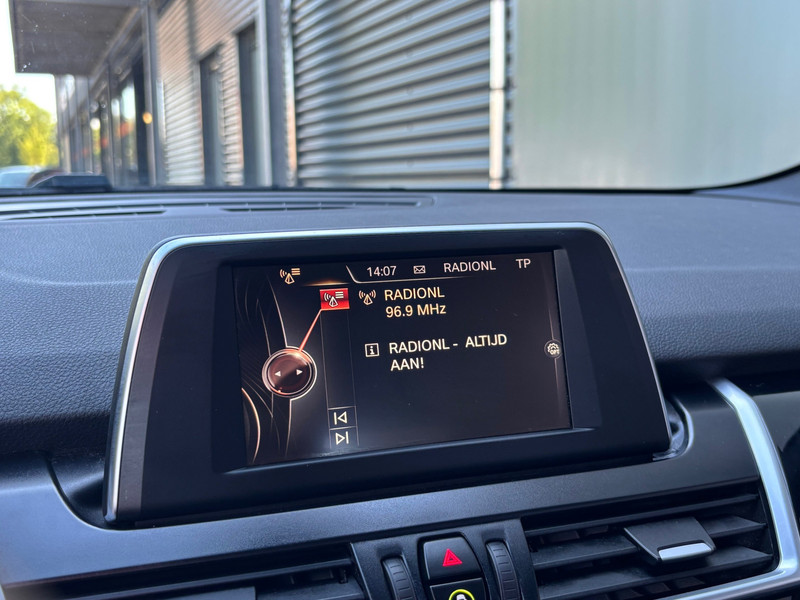 14:07 RADIONL TP
RADIONL
96.9 MHz
RADIONL - ALTIJD
AAN!